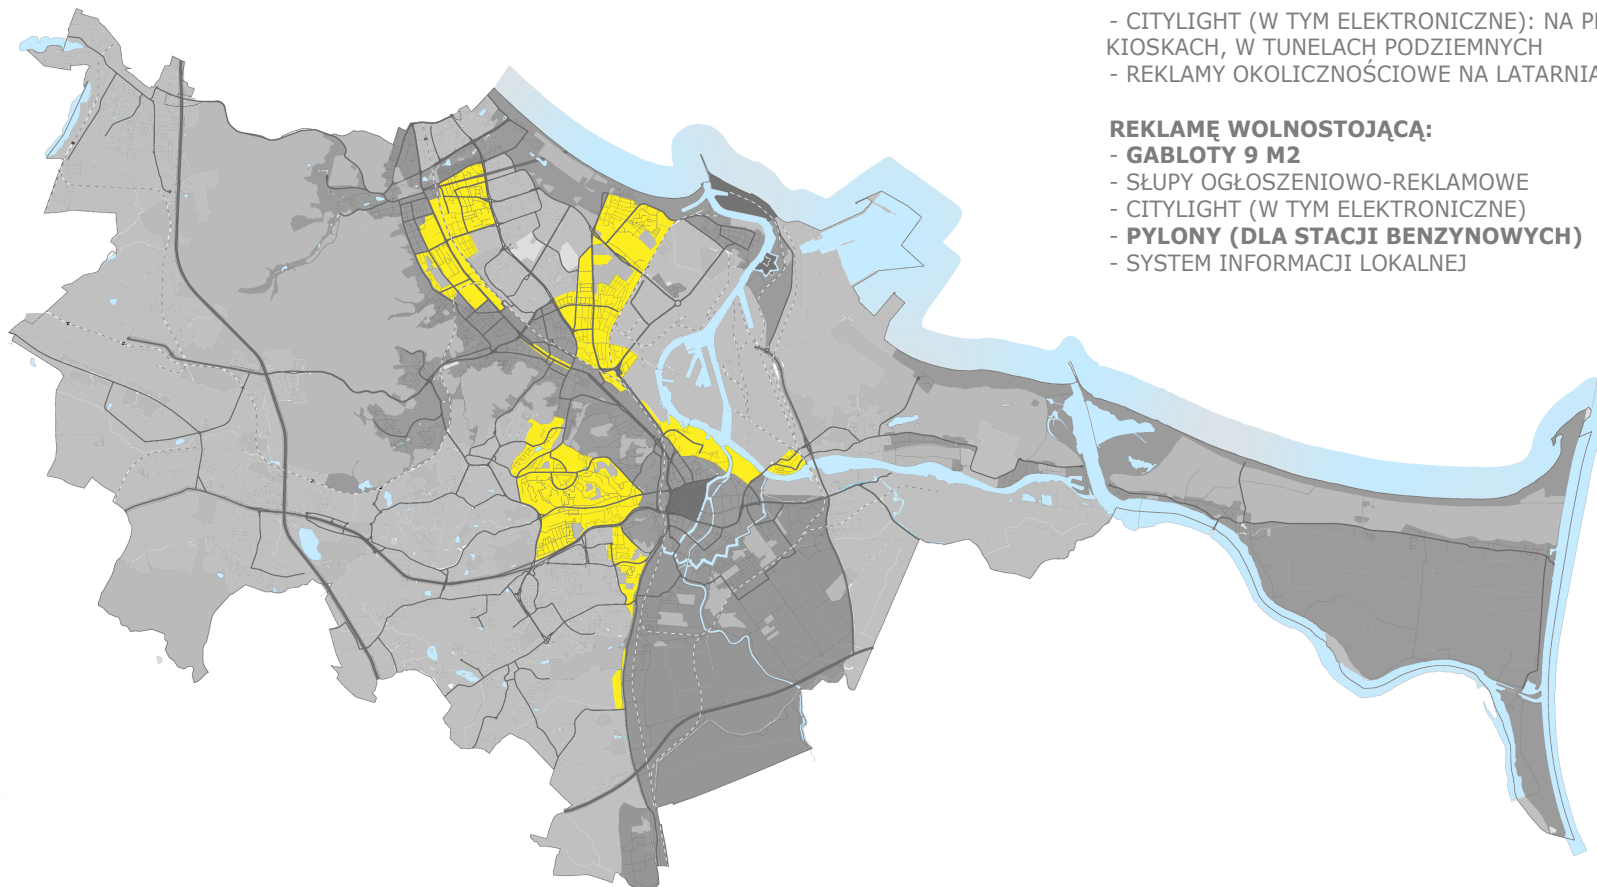 - CITYLIGHT (W TYM ELEKTRONICZNE): NA
KIOSKACH, W TUNELACH PODZIEMNYCH
- REKLAMY OKOLICZNOŚCIOWE NA
REKLAMĘ WOLNOSTOJĄCĄ:
- GABLOTY 9 M2
- SŁUPY OGŁOSZENIOWO-REKLAMOWE
- CITYLIGHT (W TYM ELEKTRONICZNE)
- PYLONY (DLA STACJI BENZYNOWYCH)
- SYSTEM INFORMACJI LOKALNEJ